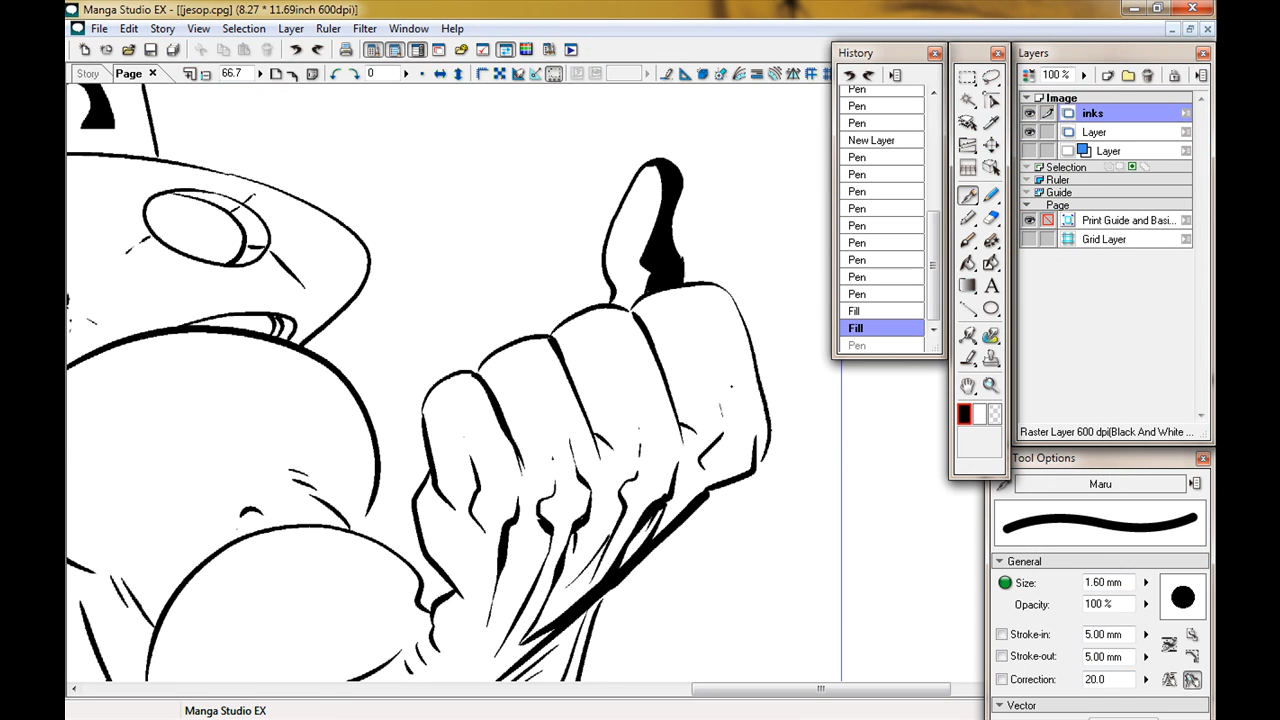 Manga Studio EX - [[jesop.cpg] (8.27 * 11.69inch 600dpi)]
File Edit Story View Selection Layer Ruler Filter Window Help
Story Page 66.7 0
History
Pen
Pen
Pen
New Layer
Pen
Pen
Pen
Pen
Pen
Pen
Pen
Pen
Pen
Fill
Fill
Pen
Layers
100 %
Image
inks
Layer
Layer
Selection
Ruler
Guide
Page
Print Guide and Basi...
Grid Layer
Raster Layer 600 dpi(Black And White ...
Tool Options
Maru
General
Size: 1.60 mm
Opacity: 100 %
Stroke-in: 5.00 mm
Stroke-out: 5.00 mm
Correction: 20.0
Vector
Manga Studio EX